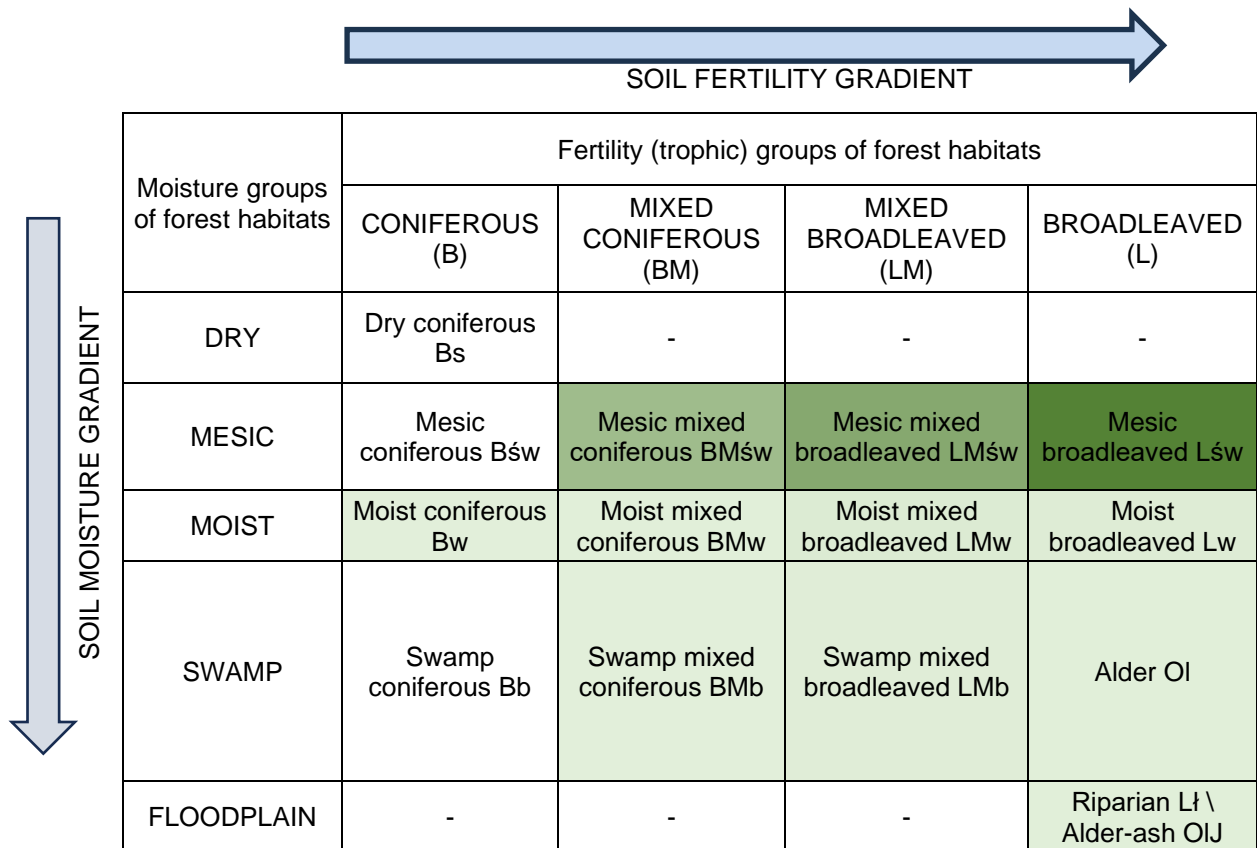 SOIL FERTILITY GRADIENT
Moisture groups
of forest habitats
Fertility (trophic) groups of forest habitats
CONIFEROUS
(B)
MIXED
CONIFEROUS
(BM)
MIXED
BROADLEAVED
(LM)
BROADLEAVED
(L)
SOIL MOISTURE GRADIENT
DRY
Dry coniferous
Bs
-
-
-
MESIC
Mesic
coniferous Bśw
Mesic mixed
coniferous BMśw
Mesic mixed
broadleaved LMśw
Mesic
broadleaved Lśw
MOIST
Moist coniferous
Bw
Moist mixed
coniferous BMw
Moist mixed
broadleaved LMw
Moist
broadleaved Lw
SWAMP
Swamp
coniferous Bb
Swamp mixed
coniferous BMb
Swamp mixed
broadleaved LMb
Alder Ol
FLOODPLAIN
-
-
-
Riparian Lł \
Alder-ash OlJ